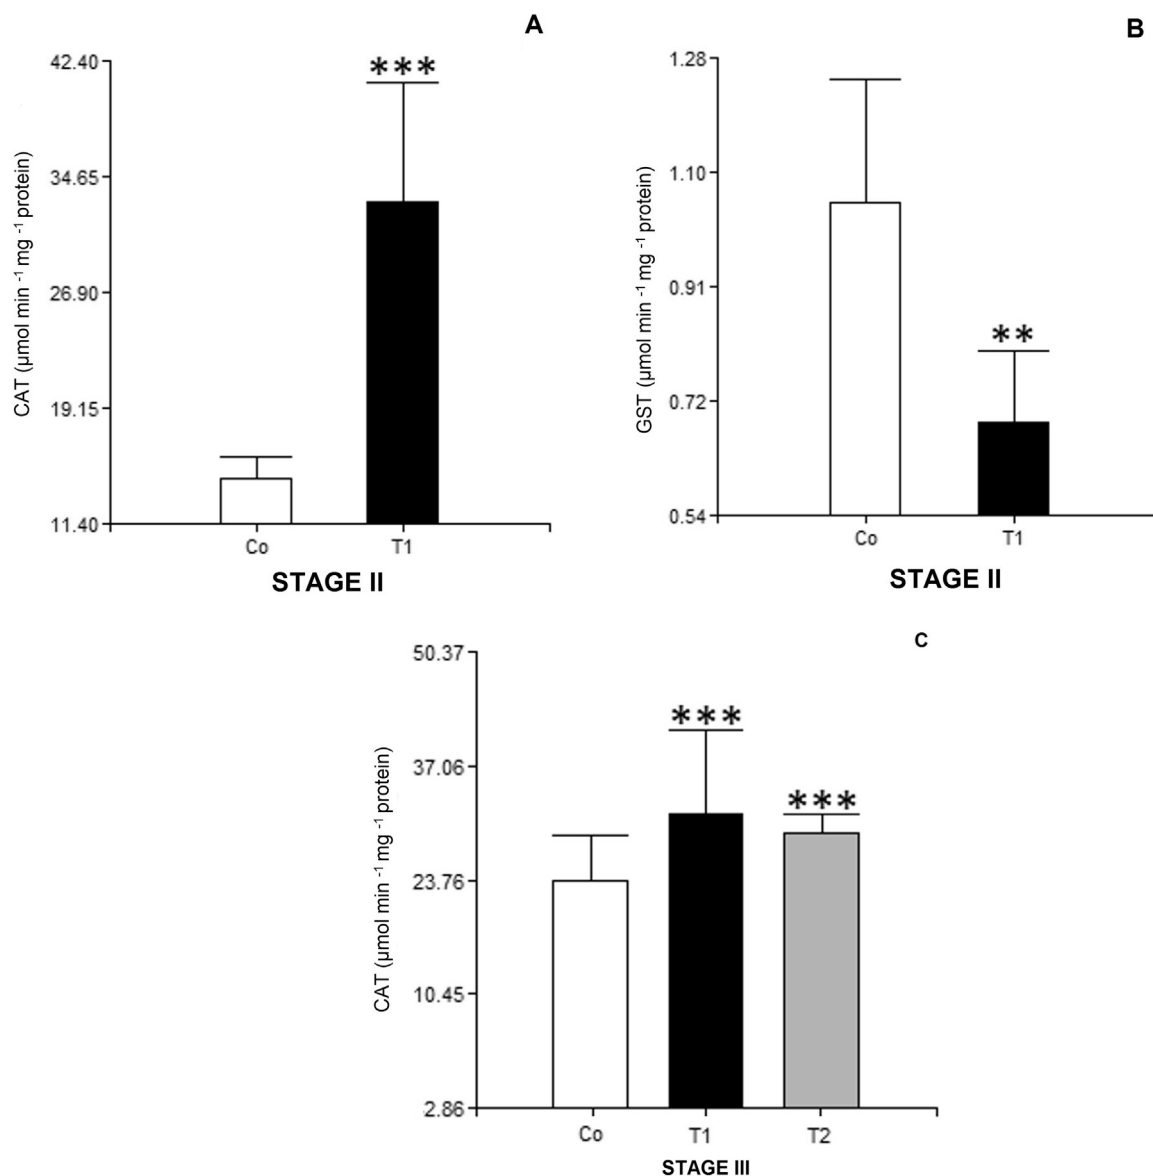 A
42.40
34.65
26.90
19.15
11.40
CAT (µmol min -1 mg -1 protein)
***
Co
T1
STAGE II
B
1.28
1.10
0.91
0.72
0.54
GST (µmol min -1 mg -1 protein)
**
Co
T1
STAGE II
C
50.37
37.06
23.76
10.45
2.86
CAT (µmol min -1 mg -1 protein)
***
***
Co
T1
T2
STAGE III